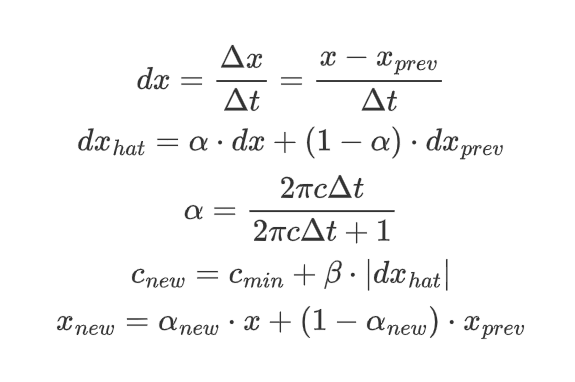 dx = Δx/Δt = (x − x_prev)/Δt
dx_hat = α · dx + (1 − α) · dx_prev
α = 2πcΔt/(2πcΔt + 1)
c_new = c_min + β · |dx_hat|
x_new = α_new · x + (1 − α_new) · x_prev